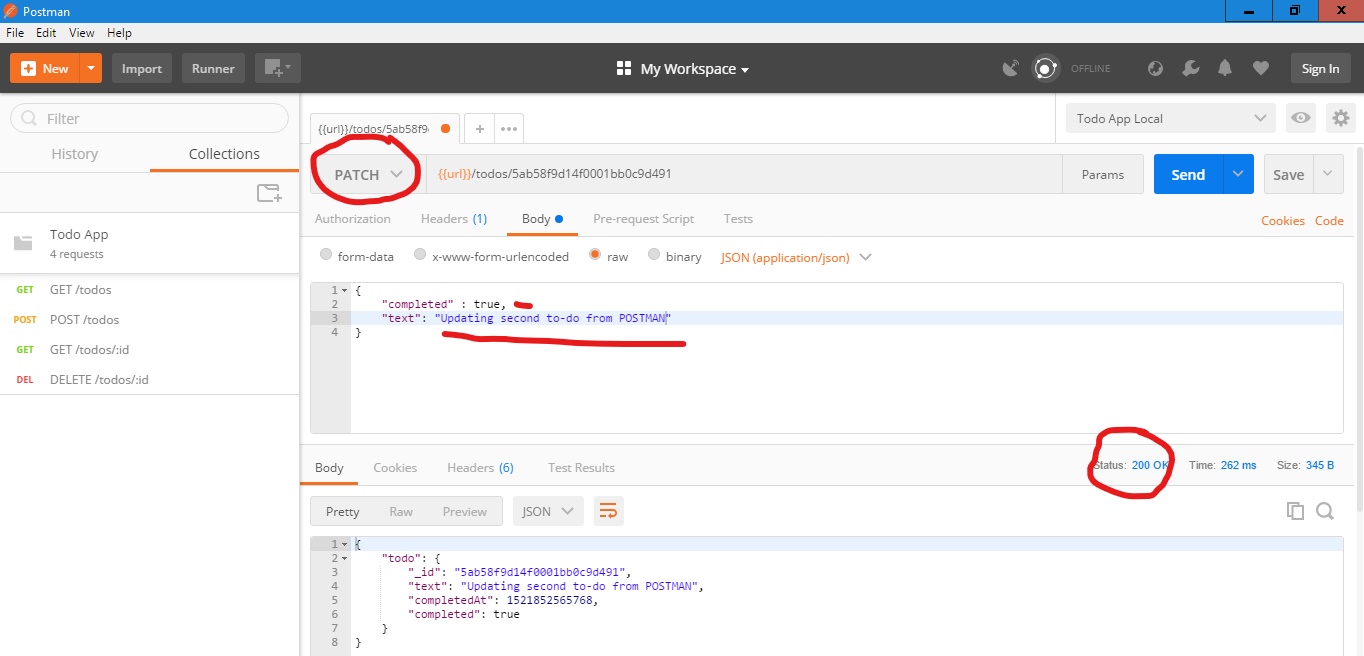 Postman
File Edit View Help
New Import Runner My Workspace OFFLINE Sign In
Filter
History Collections
Todo App
4 requests
GET GET /todos
POST POST /todos
GET GET /todos/:id
DEL DELETE /todos/:id
{{url}}/todos/5ab58f9 + ••• Todo App Local
PATCH {{url}}/todos/5ab58f9d14f0001bb0c9d491 Params Send Save
Authorization Headers (1) Body Pre-request Script Tests Cookies Code
form-data x-www-form-urlencoded raw binary JSON (application/json)
1 {
2 "completed" : true,
3 "text": "Updating second to-do from POSTMAN"
4 }
Body Cookies Headers (6) Test Results Status: 200 OK Time: 262 ms Size: 345 B
Pretty Raw Preview JSON
1 {
2 "todo": {
3 "_id": "5ab58f9d14f0001bb0c9d491",
4 "text": "Updating second to-do from POSTMAN",
5 "completedAt": 1521852565768,
6 "completed": true
7 }
8 }